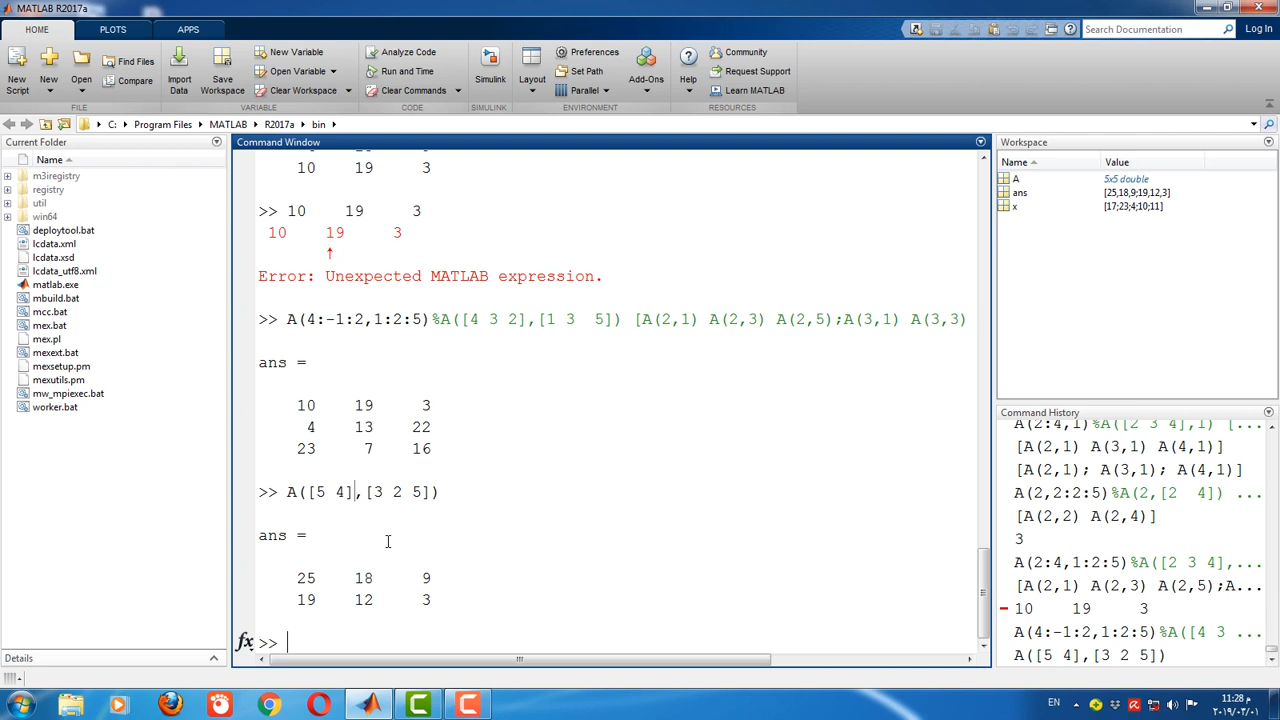 MATLAB R2017a
HOME PLOTS APPS
Search Documentation
Log In
New Script
New
Open
Find Files
Compare
Import Data
Save Workspace
New Variable
Open Variable
Clear Workspace
Analyze Code
Run and Time
Clear Commands
Simulink
Layout
Preferences
Set Path
Parallel
Add-Ons
Help
Community
Request Support
Learn MATLAB
FILE VARIABLE CODE SIMULINK ENVIRONMENT RESOURCES
C: Program Files MATLAB R2017a bin
Current Folder
Name
m3iregistry
registry
util
win64
deploytool.bat
lcdata.xml
lcdata.xsd
lcdata_utf8.xml
matlab.exe
mbuild.bat
mcc.bat
mex.bat
mex.pl
mexext.bat
mexsetup.pm
mexutils.pm
mw_mpiexec.bat
worker.bat
Details
Command Window
10 19 3
>> 10 19 3
10 19 3
↑
Error: Unexpected MATLAB expression.
>> A(4:-1:2,1:2:5)%A([4 3 2],[1 3 5]) [A(2,1) A(2,3) A(2,5);A(3,1) A(3,3)
ans =
10 19 3
4 13 22
23 7 16
>> A([5 4],[3 2 5])
ans =
25 18 9
19 12 3
fx >>
Workspace
Name Value
A 5x5 double
ans [25,18,9;19,12,3]
x [17;23;4;10;11]
Command History
A(2:4,1)%A([2 3 4],1) [...
[A(2,1) A(3,1) A(4,1)]
[A(2,1); A(3,1); A(4,1)]
A(2,2:2:5)%A(2,[2 4]) ...
[A(2,2) A(2,4)]
3
A(2:4,1:2:5)%A([2 3 4],...
[A(2,1) A(2,3) A(2,5);A...
10 19 3
A(4:-1:2,1:2:5)%A([4 3 ...
A([5 4],[3 2 5])
EN
11:28 م
٢٠١٩/٠٣/٠١